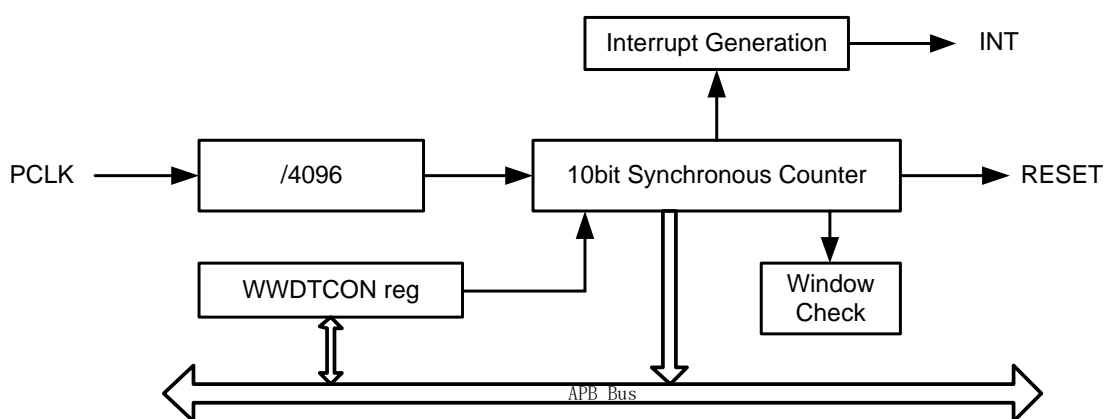 Interrupt Generation
INT
PCLK
/4096
10bit Synchronous Counter
RESET
WWDTCON reg
Window
Check
APB Bus